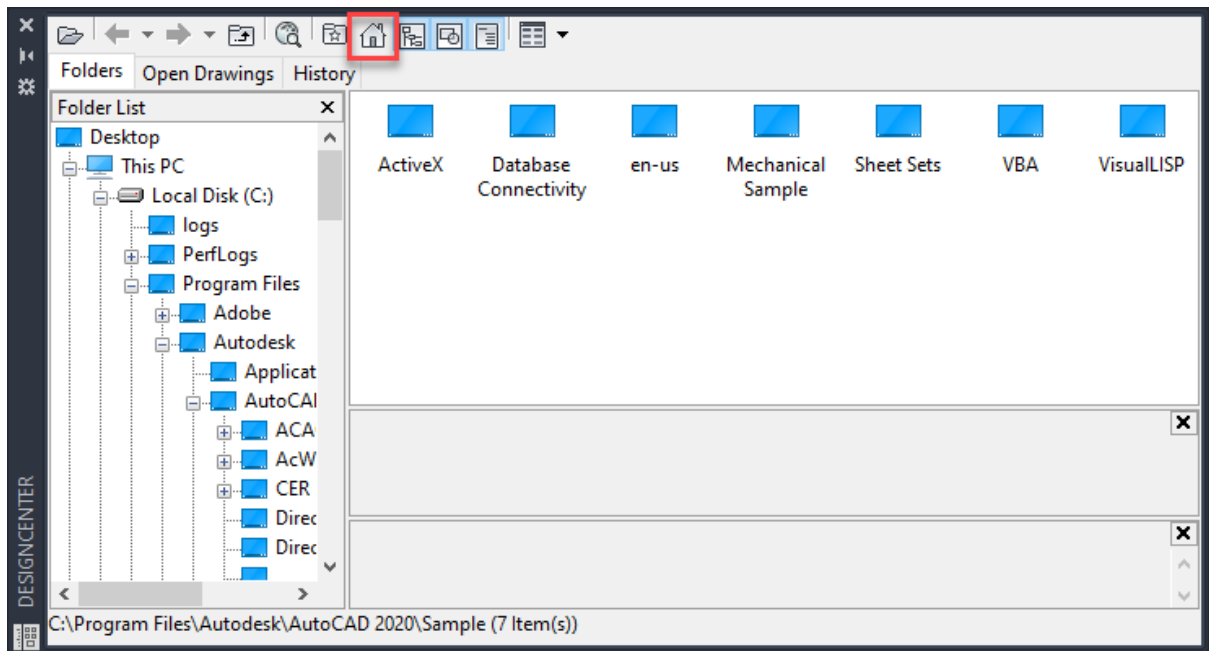 Folders Open Drawings History
Folder List
Desktop
This PC
Local Disk (C:)
logs
PerfLogs
Program Files
Adobe
Autodesk
Applicat
AutoCAI
ACA
AcW
CER
Direc
Direc
ActiveX
Database
Connectivity
en-us
Mechanical
Sample
Sheet Sets
VBA
VisualLISP
DESIGNCENTER
C:\Program Files\Autodesk\AutoCAD 2020\Sample (7 Item(s))